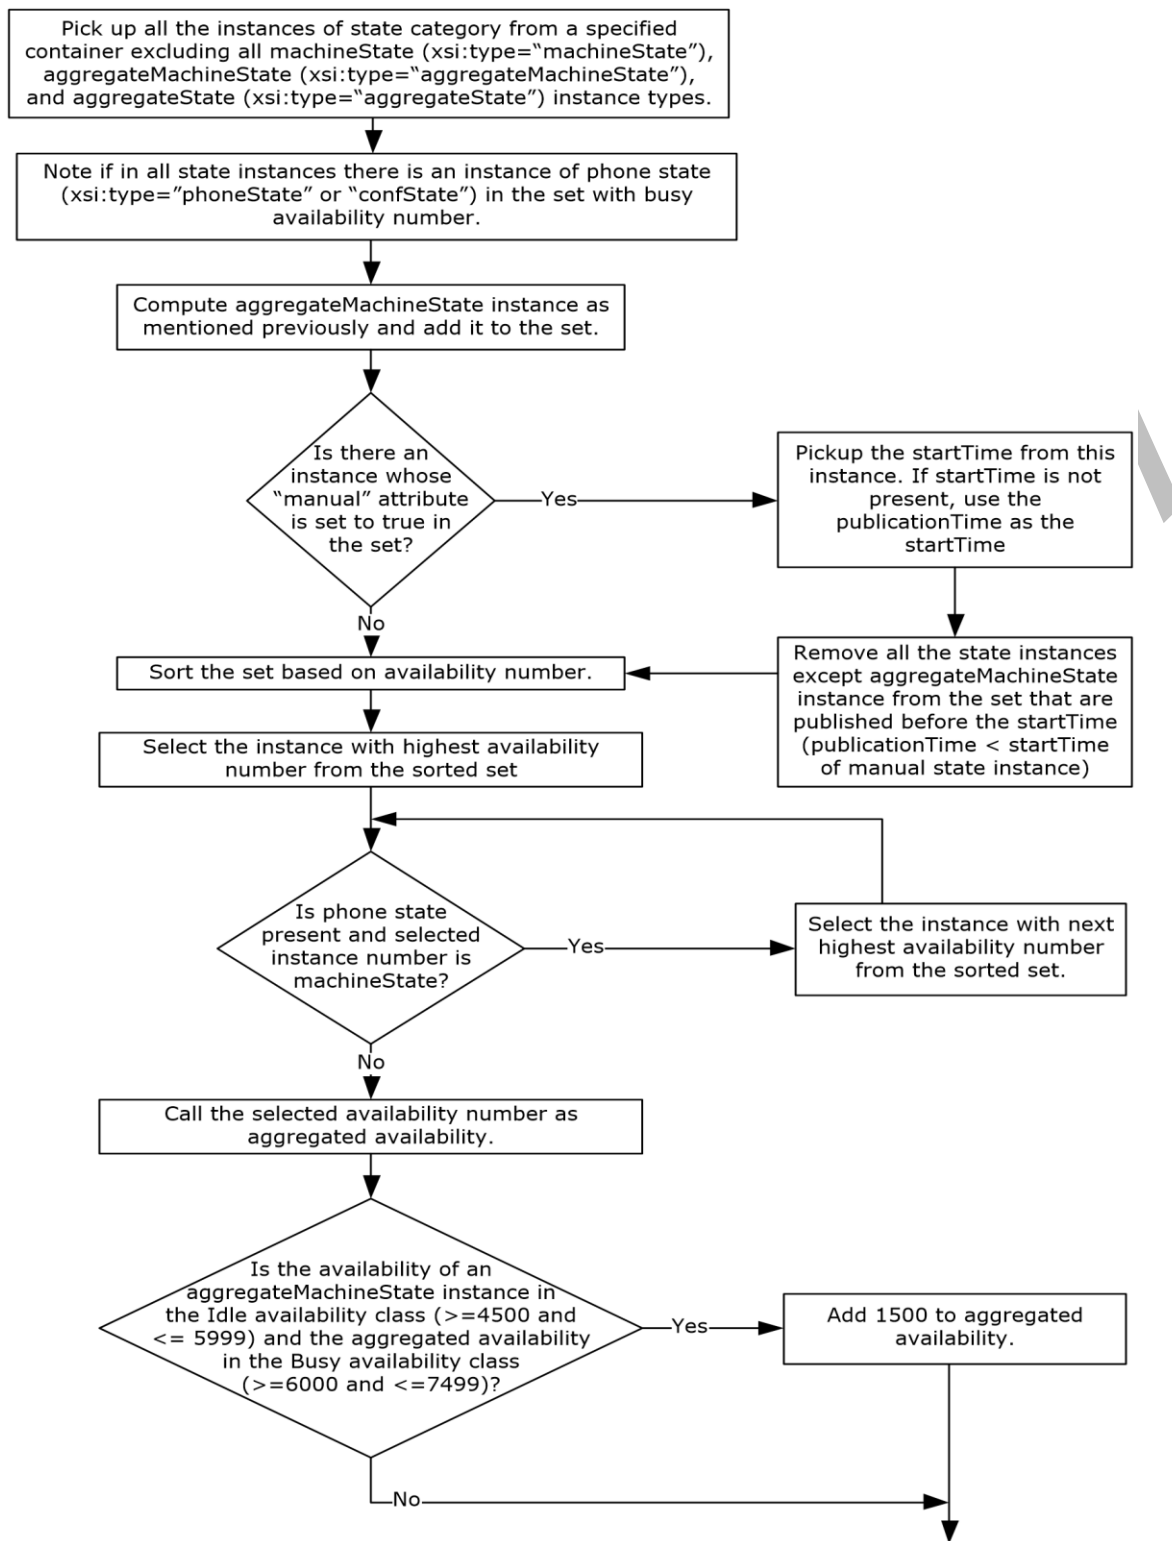 Pick up all the instances of state category from a specified
container excluding all machineState (xsi:type=“machineState”),
aggregateMachineState (xsi:type=“aggregateMachineState”),
and aggregateState (xsi:type=“aggregateState”) instance types.
Note if in all state instances there is an instance of phone state
(xsi:type=”phoneState” or “confState”) in the set with busy
availability number.
Compute aggregateMachineState instance as
mentioned previously and add it to the set.
Is there an
instance whose
“manual” attribute
is set to true in
the set?
Yes
Pickup the startTime from this
instance. If startTime is not
present, use the
publicationTime as the
startTime
No
Remove all the state instances
except aggregateMachineState
instance from the set that are
published before the startTime
(publicationTime < startTime
of manual state instance)
Sort the set based on availability number.
Select the instance with highest availability
number from the sorted set
Is phone state
present and selected
instance number is
machineState?
Yes
Select the instance with next
highest availability number
from the sorted set.
No
Call the selected availability number as
aggregated availability.
Is the availability of an
aggregateMachineState instance in
the Idle availability class (>=4500 and
<= 5999) and the aggregated availability
in the Busy availability class
(>=6000 and <=7499)?
Yes
Add 1500 to aggregated
availability.
No